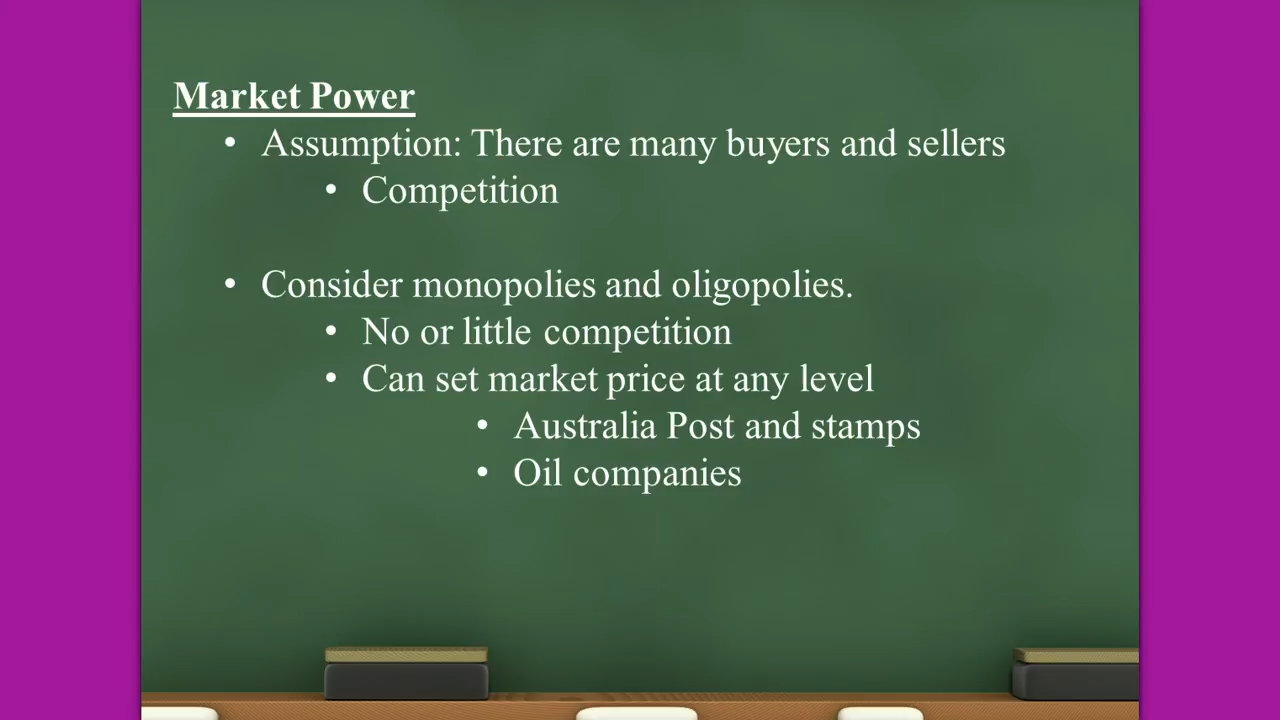 Market Power
• Assumption: There are many buyers and sellers
• Competition
• Consider monopolies and oligopolies.
• No or little competition
• Can set market price at any level
• Australia Post and stamps
• Oil companies